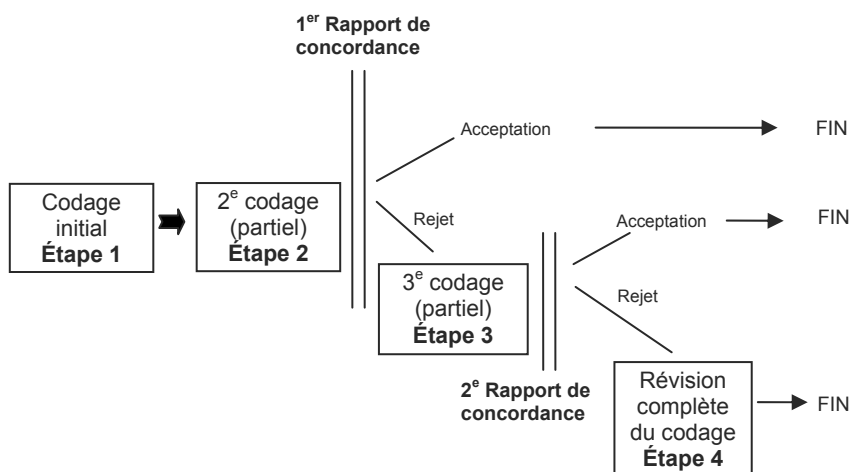 1er Rapport de
concordance
Acceptation
FIN
Codage
initial
Étape 1
2e codage
(partiel)
Étape 2
Rejet
Acceptation
FIN
3e codage
(partiel)
Étape 3
Rejet
2e Rapport de
concordance
Révision
complète
du codage
Étape 4
FIN